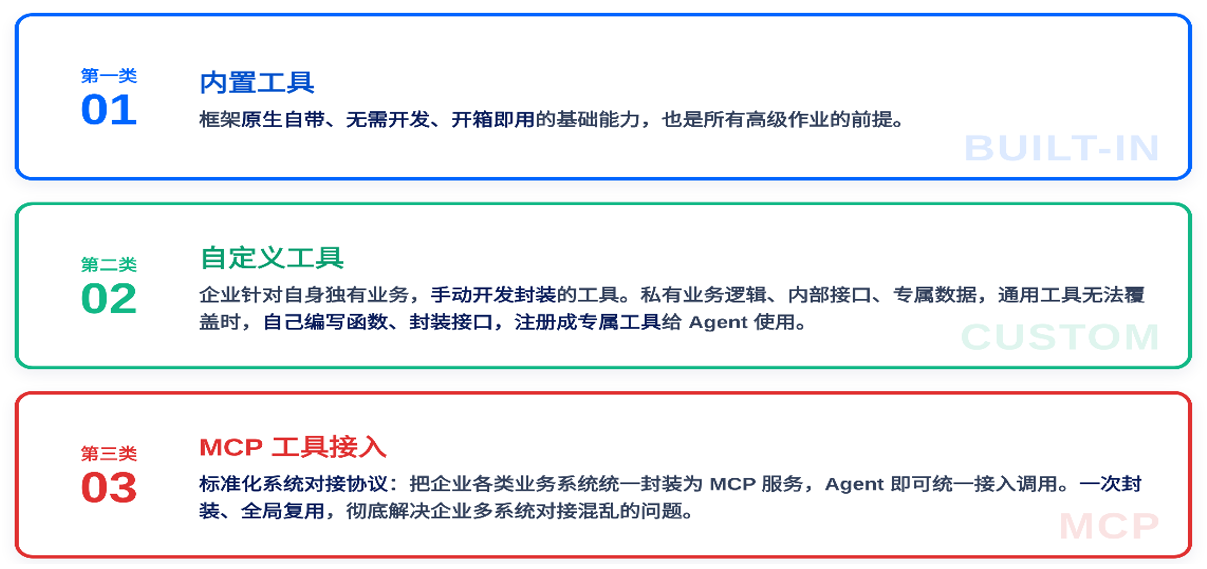 第一类
01
内置工具
框架原生自带、无需开发、开箱即用的基础能力，也是所有高级作业的前提。
BUILT-IN
第二类
02
自定义工具
企业针对自身独有业务，手动开发封装的工具。私有业务逻辑、内部接口、专属数据，通用工具无法覆
盖时，自己编写函数、封装接口，注册成专属工具给 Agent 使用。
CUSTOM
第三类
03
MCP 工具接入
标准化系统对接协议：把企业各类业务系统统一封装为 MCP 服务，Agent 即可统一接入调用。一次封
装、全局复用，彻底解决企业多系统对接混乱的问题。
MCP